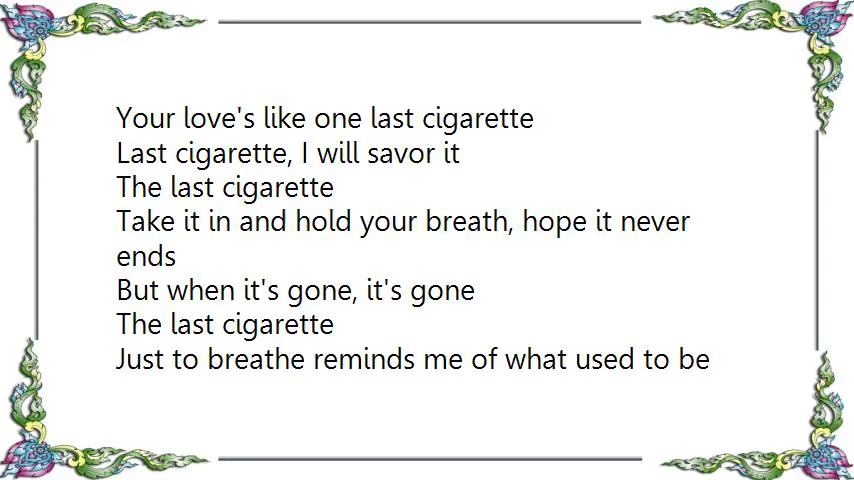 Your love's like one last cigarette
Last cigarette, I will savor it
The last cigarette
Take it in and hold your breath, hope it never
ends
But when it's gone, it's gone
The last cigarette
Just to breathe reminds me of what used to be